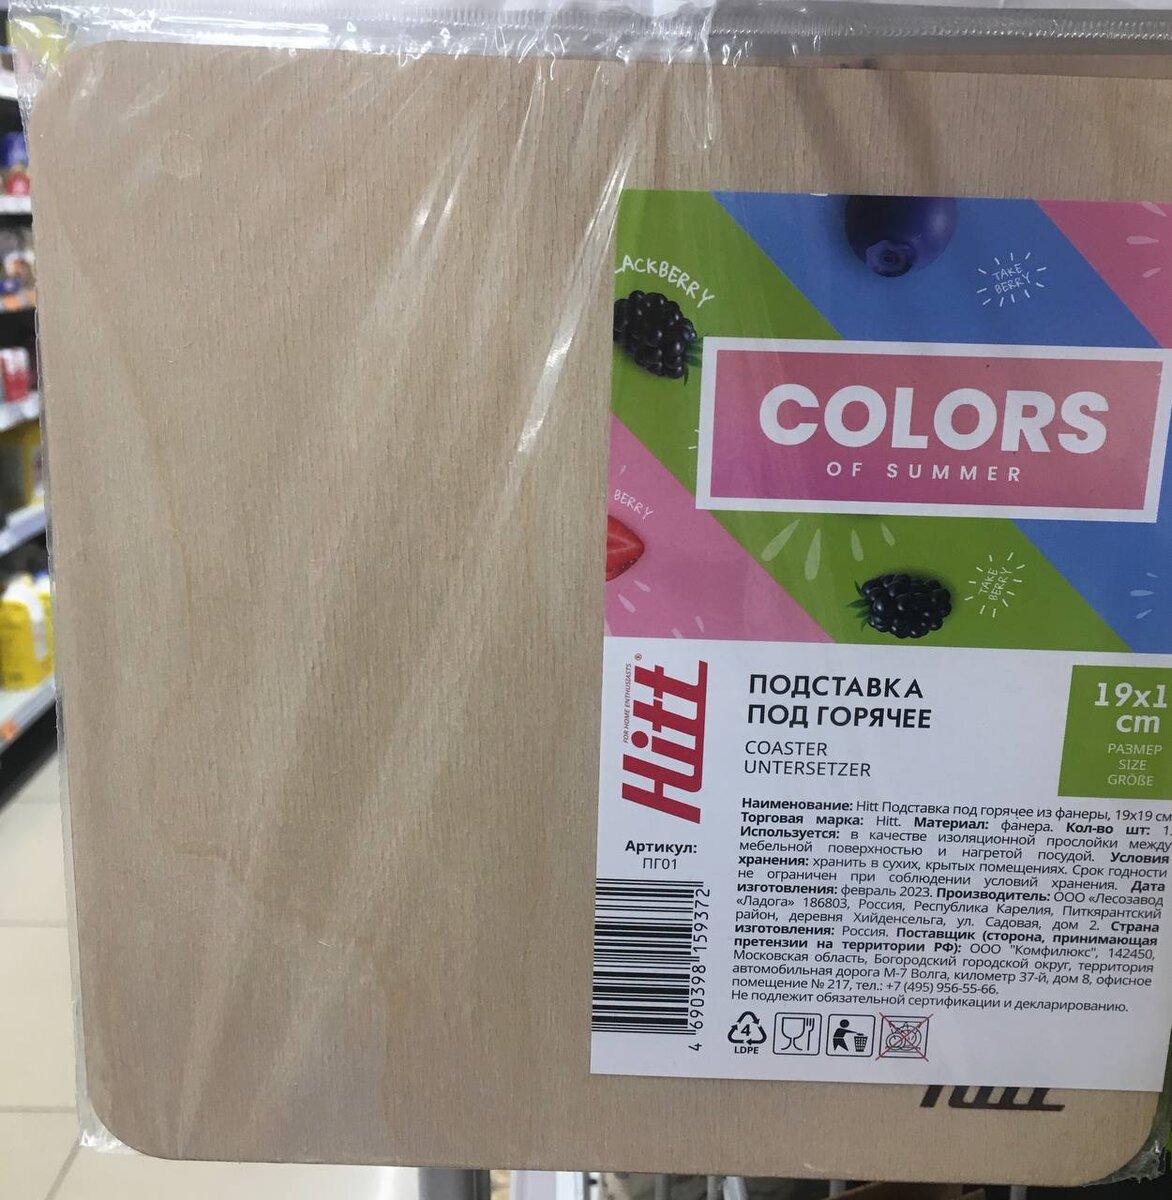 ACKBERRY
TAKE
BERRY
COLORS
OF SUMMER
BERRY
TAKE
BERRY
Hitt®
FOR HOME ENTHUSIASTS
ПОДСТАВКА
ПОД ГОРЯЧЕЕ
COASTER
UNTERSETZER
19x1
cm
РАЗМЕР
SIZE
GRÖßE
Артикул:
ПГ01
4 690398 159372
Наименование: Hitt Подставка под горячее из фанеры, 19х19 см
Торговая марка: Hitt. Материал: фанера. Кол-во шт: 1.
Используется: в качестве изоляционной прослойки между
мебельной поверхностью и нагретой посудой. Условия
хранения: хранить в сухих, крытых помещениях. Срок годности
не ограничен при соблюдении условий хранения. Дата
изготовления: февраль 2023. Производитель: ООО «Лесозавод
«Ладога» 186803, Россия, Республика Карелия, Питкярантский
район, деревня Хийденсельга, ул. Садовая, дом 2. Страна
изготовления: Россия. Поставщик (сторона, принимающая
претензии на территории РФ): ООО "Комфилюкс", 142450,
Московская область, Богородский городской округ, территория
автомобильная дорога М-7 Волга, километр 37-й, дом 8, офисное
помещение № 217, тел.: +7 (495) 956-55-66.
Не подлежит обязательной сертификации и декларированию.
4
LDPE
Hitt